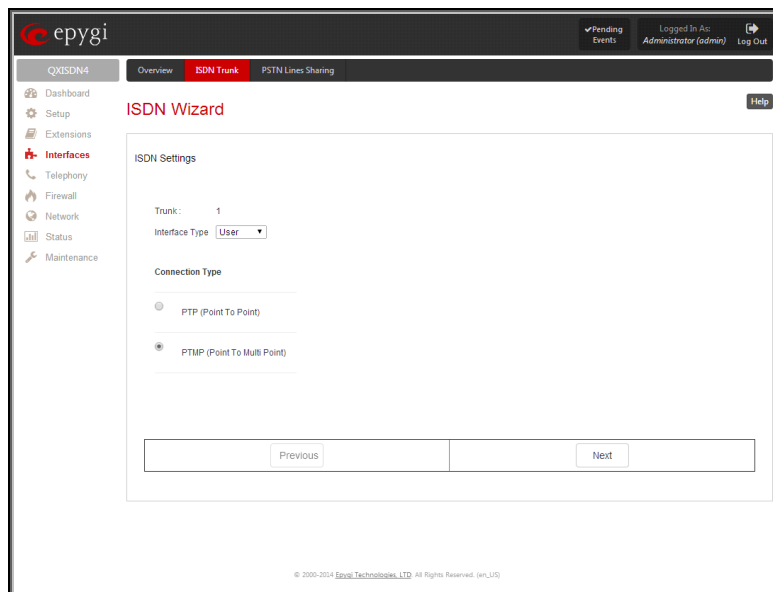 epygi
✔Pending Events
Logged In As: Administrator (admin)
Log Out
QXISDN4
Overview
ISDN Trunk
PSTN Lines Sharing
Dashboard
Setup
Extensions
Interfaces
Telephony
Firewall
Network
Status
Maintenance
ISDN Wizard
Help
ISDN Settings
Trunk : 1
Interface Type User
Connection Type
PTP (Point To Point)
PTMP (Point To Multi Point)
Previous
Next
© 2000-2014 Epygi Technologies, LTD. All Rights Reserved. (en_US)